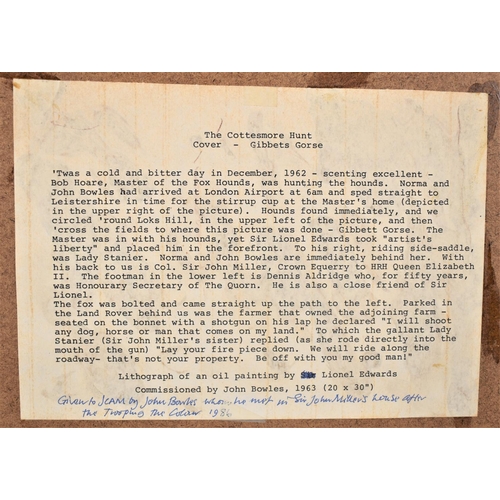 The Cottesmore Hunt
Cover - Gibbets Gorse
'Twas a cold and bitter day in December, 1962 - scenting excellent -
Bob Hoare, Master of the Fox Hounds, was hunting the hounds. Norma and
John Bowles had arrived at London Airport at 6am and sped straight to
Leistershire in time for the stirrup cup at the Master's home (depicted
in the upper right of the picture). Hounds found immediately, and we
circled 'round Loks Hill, in the upper left of the picture, and then
'cross the fields to where this picture was done - Gibbett Gorse. The
Master was in with his hounds, yet Sir Lionel Edwards took "artist's
liberty" and placed him in the forefront. To his right, riding side-saddle,
was Lady Stanier. Norma and John Bowles are immediately behind her. With
his back to us is Col. Sir John Miller, Crown Equerry to HRH Queen Elizabeth
II. The footman in the lower left is Dennis Aldridge who, for fifty years,
was Honourary Secretary of The Quorn. He is also a close friend of Sir
Lionel.
The fox was bolted and came straight up the path to the left. Parked in
the Land Rover behind us was the farmer that owned the adjoining farm -
seated on the bonnet with a shotgun on his lap he declared "I will shoot
any dog, horse or man that comes on my land." To which the gallant Lady
Stanier (Sir John Miller's sister) replied (as she rode directly into the
mouth of the gun) "Lay your fire piece down. We will ride along the
roadway- that's not your property. Be off with you my good man!"
Lithograph of an oil painting by Lionel Edwards
Commissioned by John Bowles, 1963 (20 x 30")
Given to JEAM by John Bowles when he met in Sir John Miller's house after
the Trooping the Colour 1986